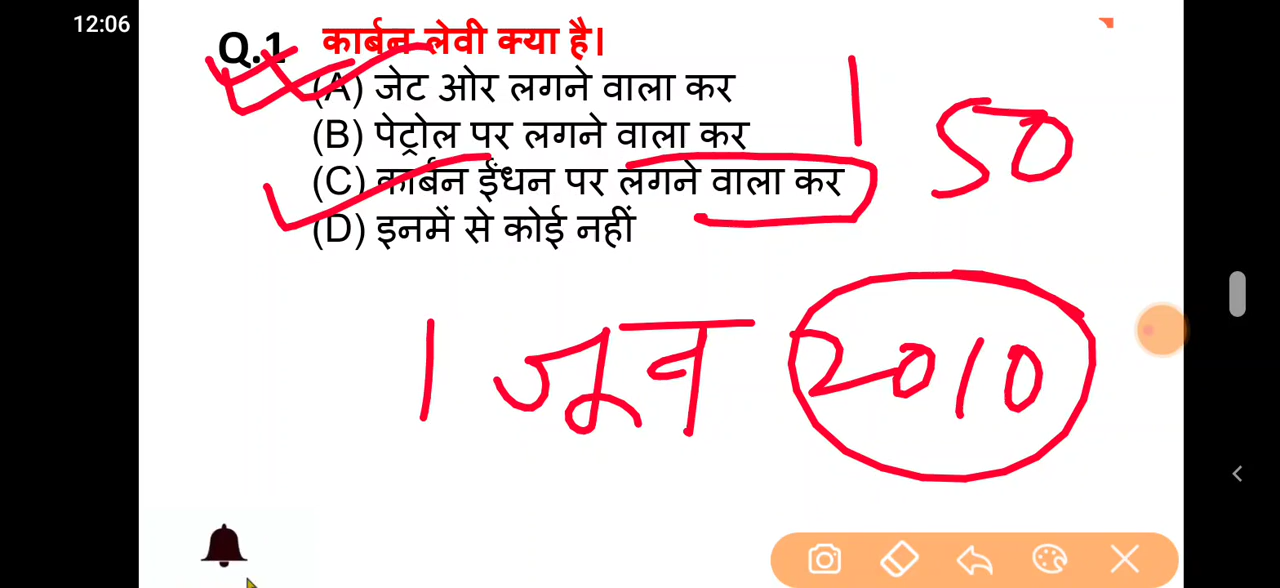 12:06
Q.1 कार्बन लेवी क्या है।
(A) जेट ओर लगने वाला कर
(B) पेट्रोल पर लगने वाला कर
(C) कार्बन ईंधन पर लगने वाला कर
(D) इनमें से कोई नहीं
50
1 जून 2010